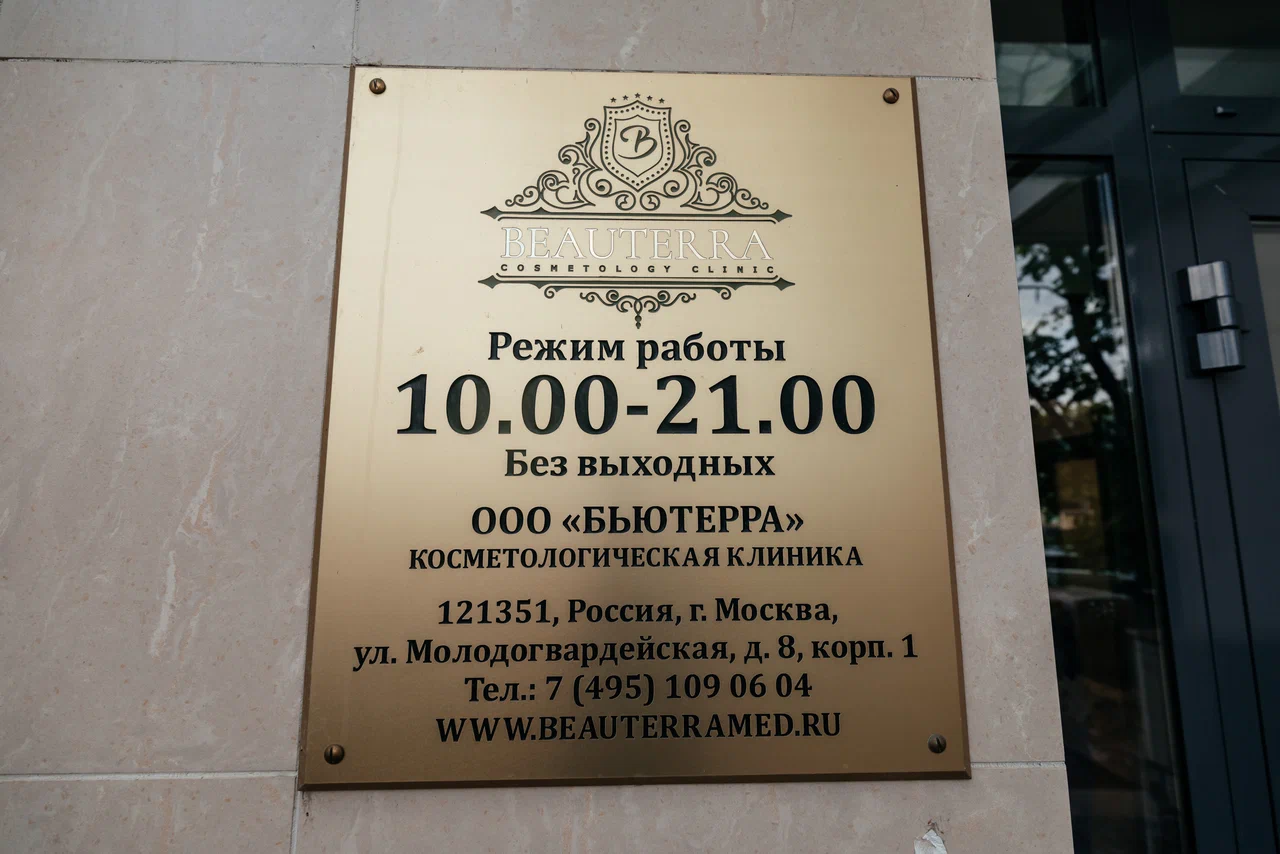 B
BEAUTERRA
COSMETOLOGY CLINIC
Режим работы
10.00-21.00
Без выходных
ООО «БЬЮТЕРРА»
КОСМЕТОЛОГИЧЕСКАЯ КЛИНИКА
121351, Россия, г. Москва,
ул. Молодогвардейская, д. 8, корп. 1
Тел.: 7 (495) 109 06 04
WWW.BEAUTERRAMED.RU